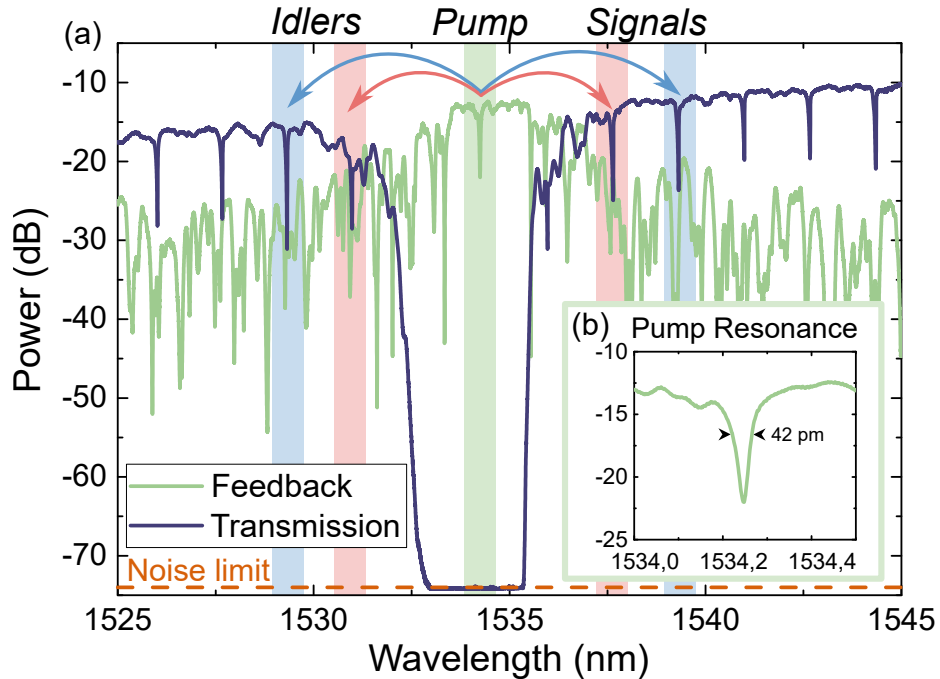 Idlers Pump Signals
(a)
-10
-20
-30
-40
-50
-60
-70
Power (dB)
Feedback
Transmission
Noise limit
(b) Pump Resonance
-10
-15
-20
-25
42 pm
1534,0 1534,2 1534,4
1525 1530 1535 1540 1545
Wavelength (nm)